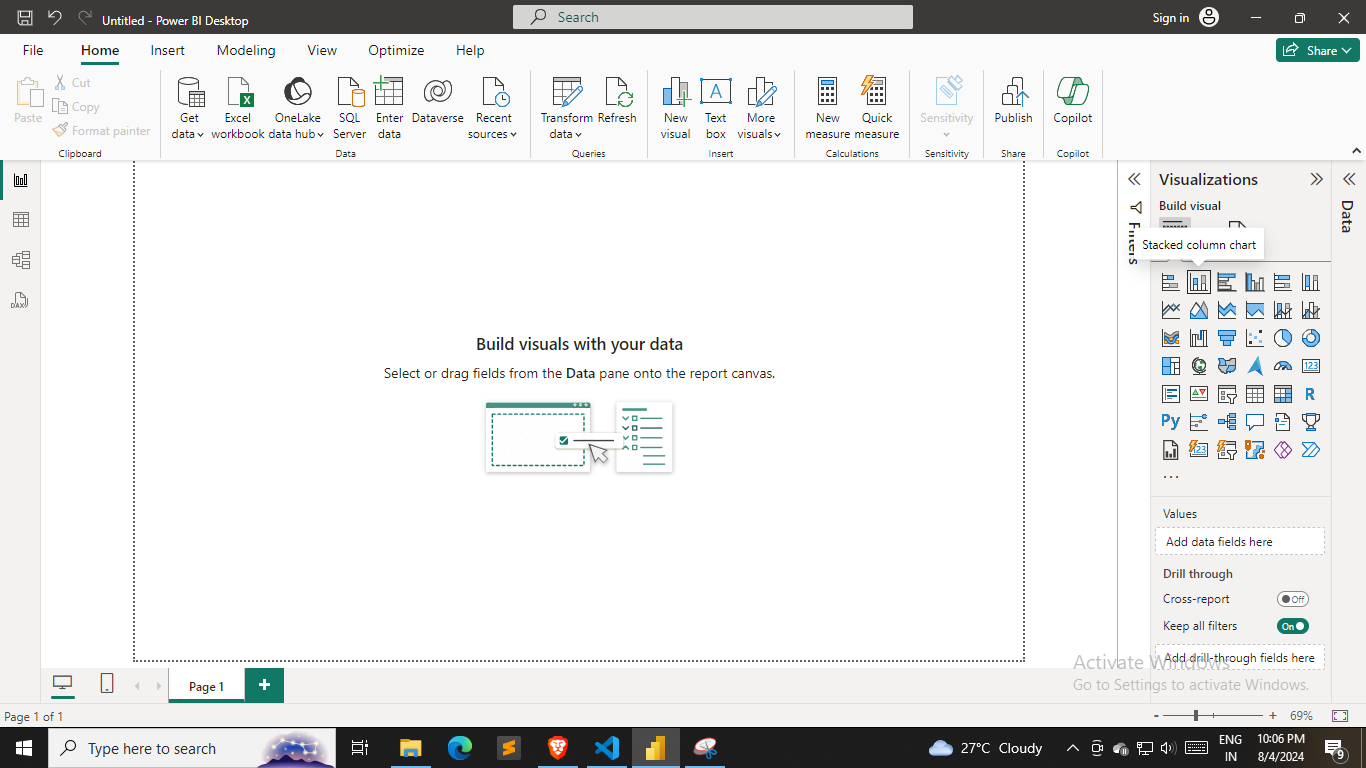 Untitled - Power BI Desktop
Search
Sign in
File
Home
Insert
Modeling
View
Optimize
Help
Share
Paste
Cut
Copy
Format painter
Clipboard
Get data
Excel workbook
OneLake data hub
SQL Server
Enter data
Dataverse
Recent sources
Data
Transform data
Refresh
Queries
New visual
Text box
More visuals
Insert
New measure
Quick measure
Calculations
Sensitivity
Sensitivity
Publish
Share
Copilot
Copilot
DAX
Filters
Visualizations
Build visual
Stacked column chart
Data
Build visuals with your data
Select or drag fields from the Data pane onto the report canvas.
123
R
Py
123
...
Values
Add data fields here
Drill through
Cross-report
Off
Keep all filters
On
Add drill-through fields here
Activate Windows
Go to Settings to activate Windows.
Page 1
+
Page 1 of 1
-
+
69%
Type here to search
27°C Cloudy
ENG
IN
10:06 PM
8/4/2024
9